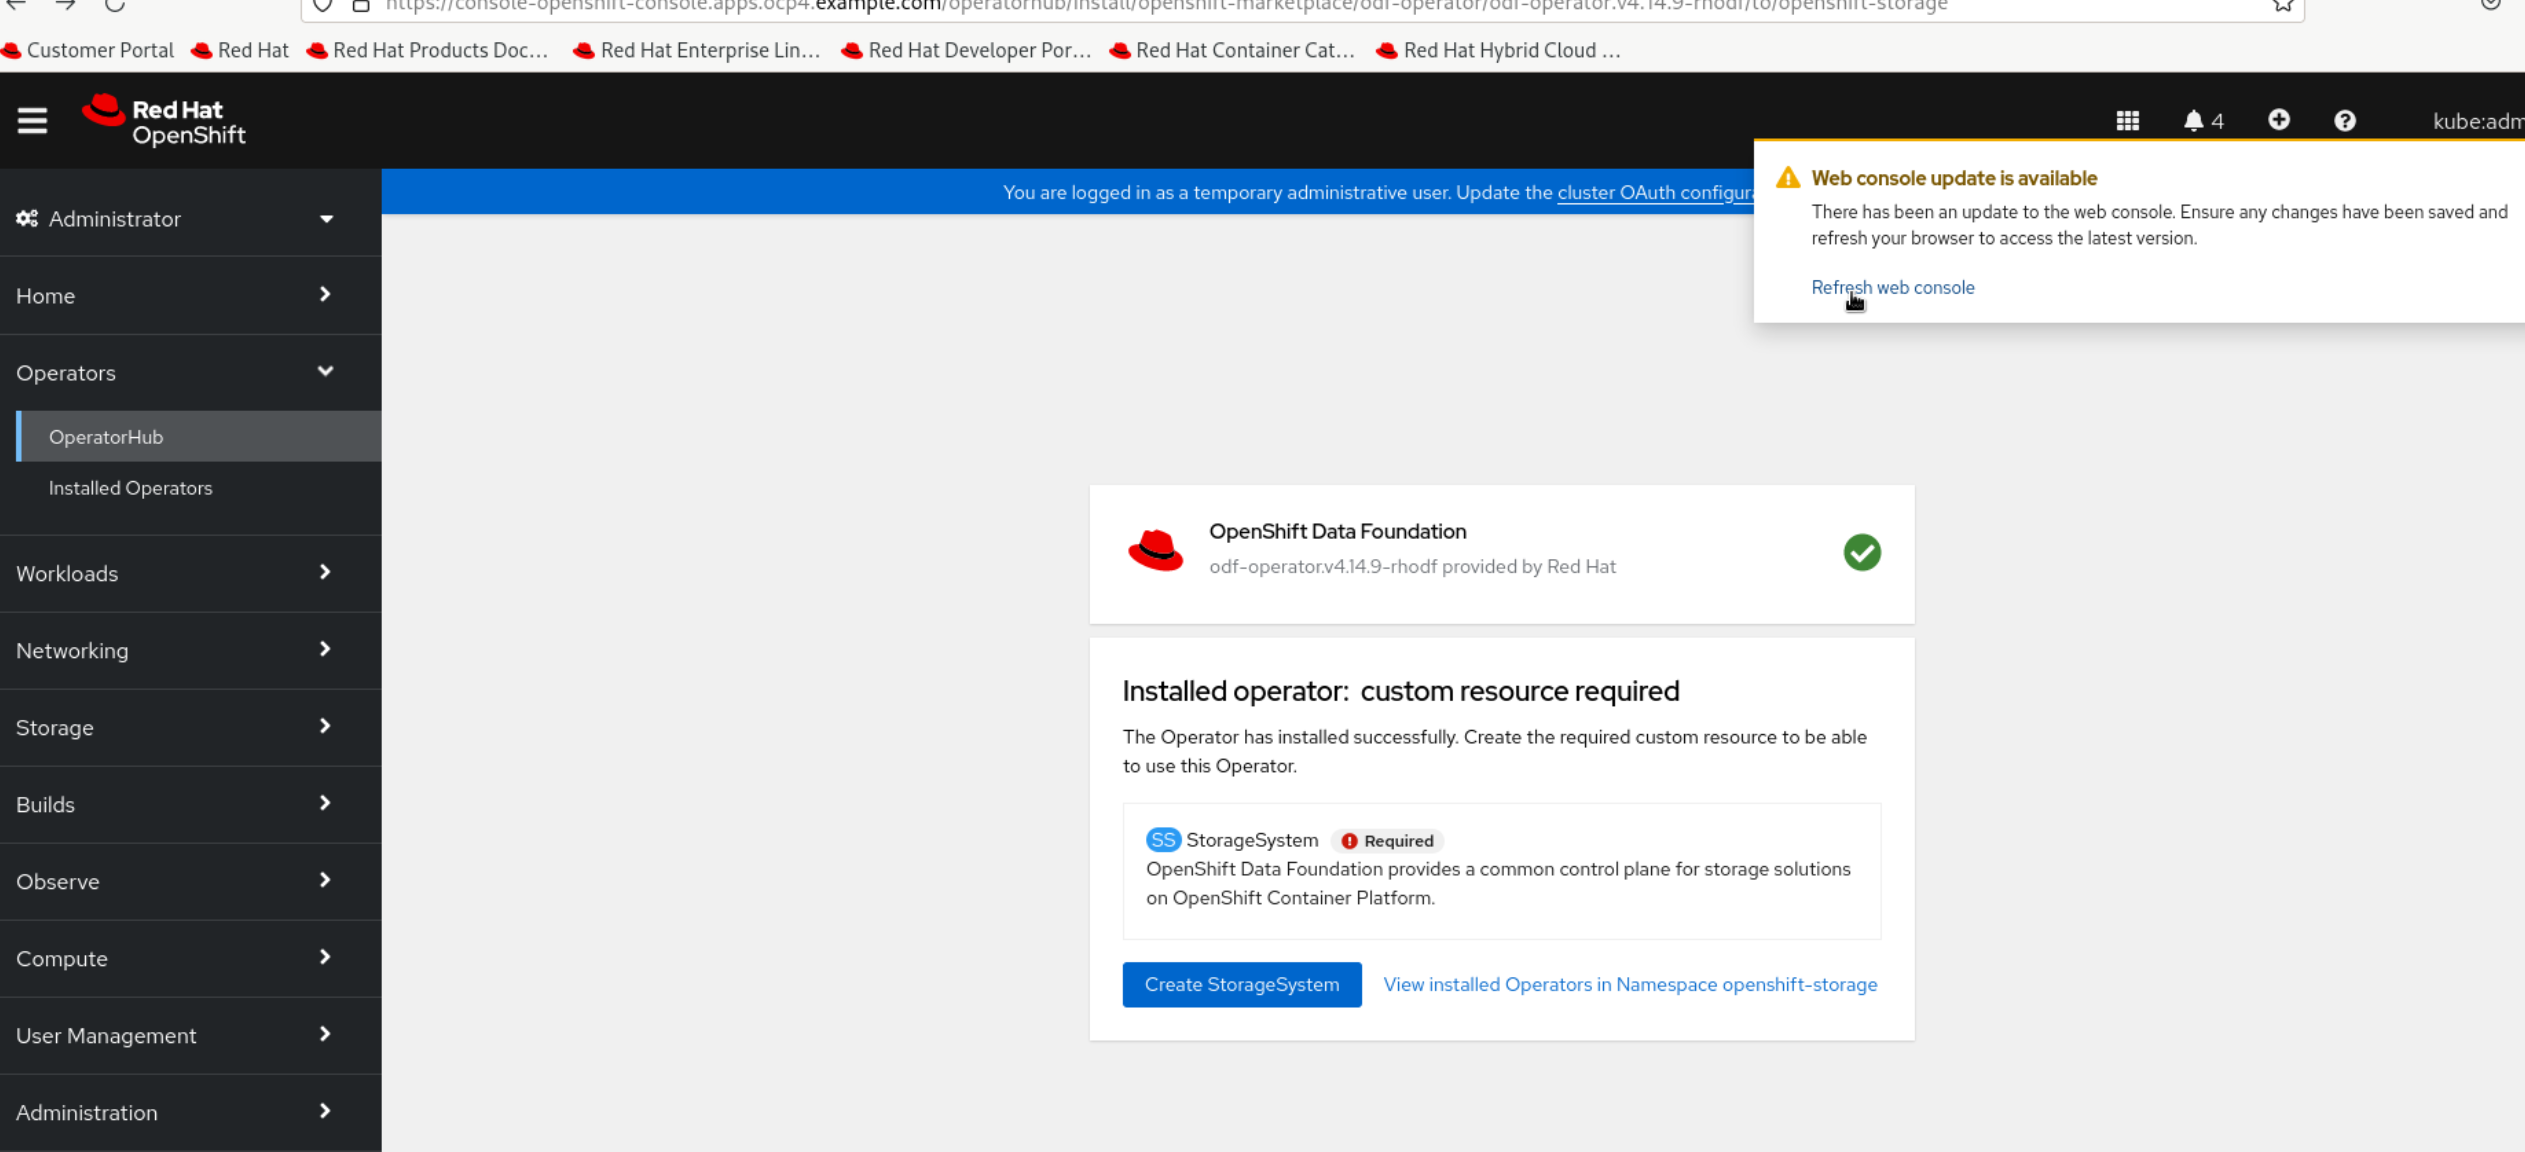 https://console-openshift-console.apps.ocp4.example.com/operatorhub/install/openshift-marketplace/odf-operator/odf-operator.v4.14.9-rhodf/to/openshift-storage
Customer Portal Red Hat Red Hat Products Doc… Red Hat Enterprise Lin… Red Hat Developer Por… Red Hat Container Cat… Red Hat Hybrid Cloud …
Red Hat
OpenShift
4
kube:adm
You are logged in as a temporary administrative user. Update the cluster OAuth configura
Web console update is available
There has been an update to the web console. Ensure any changes have been saved and
refresh your browser to access the latest version.
Refresh web console
Administrator
Home
Operators
OperatorHub
Installed Operators
Workloads
Networking
Storage
Builds
Observe
Compute
User Management
Administration
OpenShift Data Foundation
odf-operator.v4.14.9-rhodf provided by Red Hat
Installed operator: custom resource required
The Operator has installed successfully. Create the required custom resource to be able
to use this Operator.
SS StorageSystem Required
OpenShift Data Foundation provides a common control plane for storage solutions
on OpenShift Container Platform.
Create StorageSystem
View installed Operators in Namespace openshift-storage